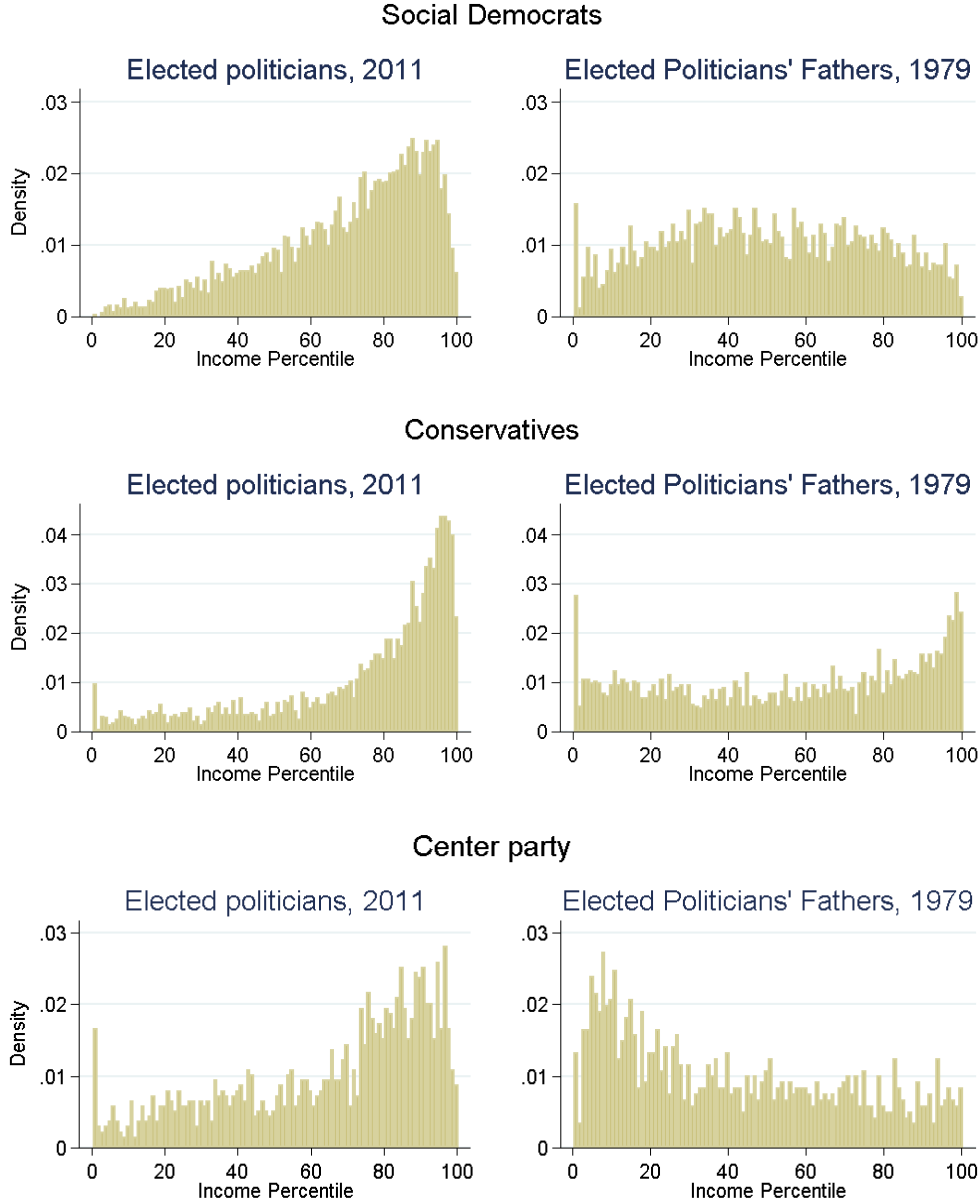 Social Democrats
Elected politicians, 2011
Elected Politicians' Fathers, 1979
.03
.02
.01
0
Density
0 20 40 60 80 100
Income Percentile
.03
.02
.01
0
0 20 40 60 80 100
Income Percentile
Conservatives
Elected politicians, 2011
Elected Politicians' Fathers, 1979
.04
.03
.02
.01
0
Density
0 20 40 60 80 100
Income Percentile
.04
.03
.02
.01
0
0 20 40 60 80 100
Income Percentile
Center party
Elected politicians, 2011
Elected Politicians' Fathers, 1979
.03
.02
.01
0
Density
0 20 40 60 80 100
Income Percentile
.03
.02
.01
0
0 20 40 60 80 100
Income Percentile